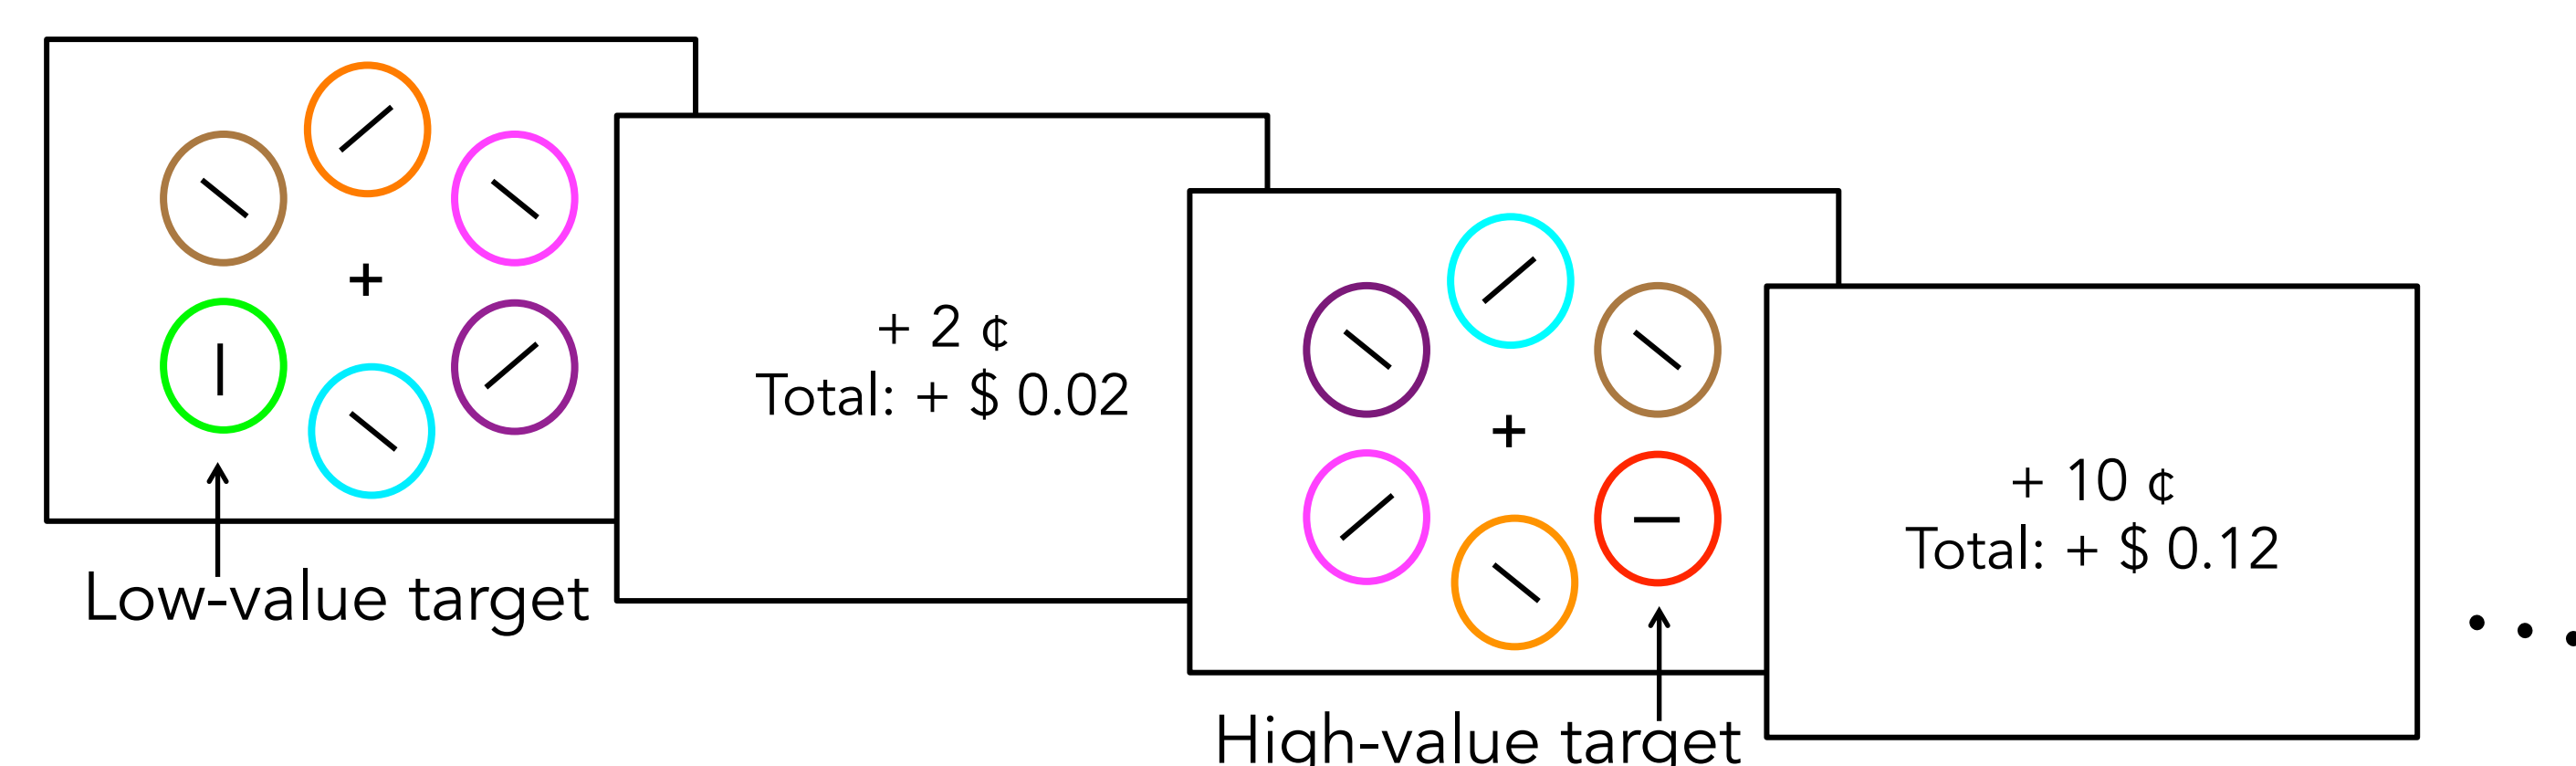 + 2 ¢
Total: + $ 0.02
Low-value target
+ 10 ¢
Total: + $ 0.12
High-value target